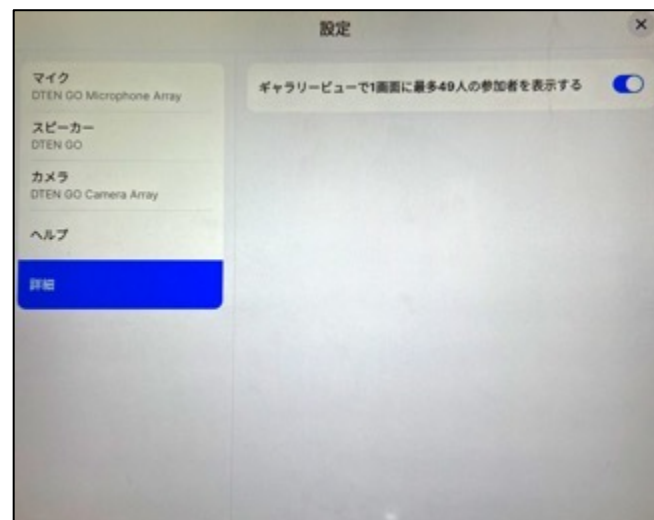 設定
マイク
DTEN GO Microphone Array
スピーカー
DTEN GO
カメラ
DTEN GO Camera Array
ヘルプ
詳細
ギャラリービューで1画面に最多49人の参加者を表示する